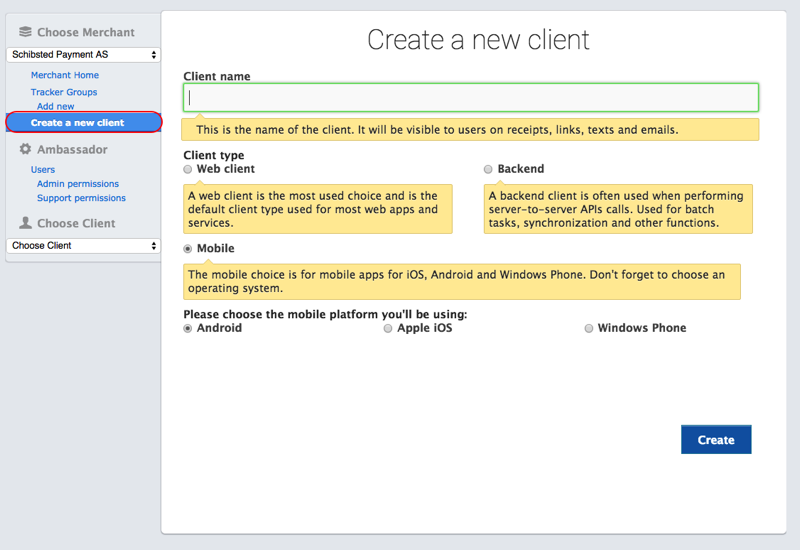 Choose Merchant
Schibsted Payment AS
Merchant Home
Tracker Groups
Add new
Create a new client
Ambassador
Users
Admin permissions
Support permissions
Choose Client
Choose Client
Create a new client
Client name
This is the name of the client. It will be visible to users on receipts, links, texts and emails.
Client type
Web client
A web client is the most used choice and is the
default client type used for most web apps and
services.
Backend
A backend client is often used when performing
server-to-server APIs calls. Used for batch
tasks, synchronization and other functions.
Mobile
The mobile choice is for mobile apps for iOS, Android and Windows Phone. Don't forget to choose an
operating system.
Please choose the mobile platform you'll be using:
Android
Apple iOS
Windows Phone
Create